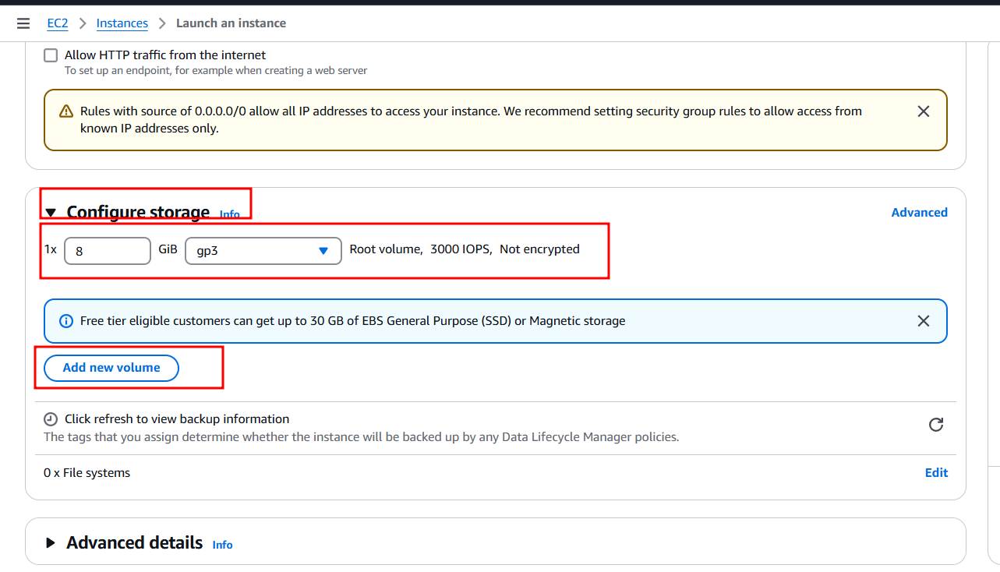 EC2 > Instances > Launch an instance
Allow HTTP traffic from the internet
To set up an endpoint, for example when creating a web server
Rules with source of 0.0.0.0/0 allow all IP addresses to access your instance. We recommend setting security group rules to allow access from
known IP addresses only.
Configure storage Info
Advanced
1x 8 GiB gp3 Root volume, 3000 IOPS, Not encrypted
Free tier eligible customers can get up to 30 GB of EBS General Purpose (SSD) or Magnetic storage
Add new volume
Click refresh to view backup information
The tags that you assign determine whether the instance will be backed up by any Data Lifecycle Manager policies.
0 x File systems
Edit
Advanced details Info